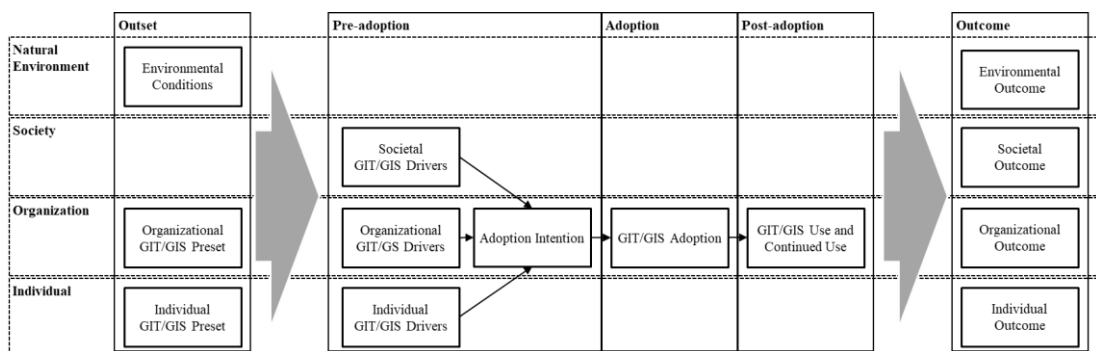 Outset
Pre-adoption
Adoption
Post-adoption
Outcome
Natural
Environment
Environmental
Conditions
Environmental
Outcome
Society
Societal
GIT/GIS Drivers
Societal
Outcome
Organization
Organizational
GIT/GIS Preset
Organizational
GIT/GS Drivers
Adoption Intention
GIT/GIS Adoption
GIT/GIS Use and
Continued Use
Organizational
Outcome
Individual
Individual
GIT/GIS Preset
Individual
GIT/GIS Drivers
Individual
Outcome